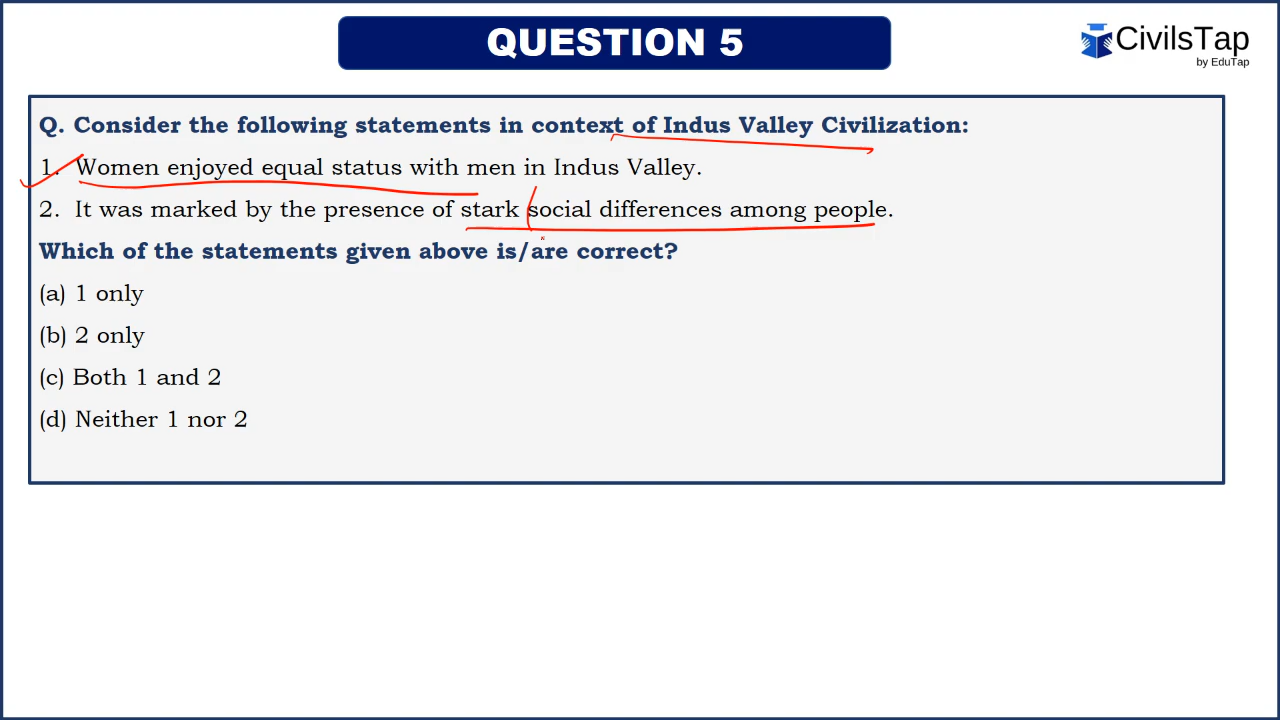 QUESTION 5
CivilsTap
by EduTap
Q. Consider the following statements in context of Indus Valley Civilization:
1. Women enjoyed equal status with men in Indus Valley.
2. It was marked by the presence of stark social differences among people.
Which of the statements given above is/are correct?
(a) 1 only
(b) 2 only
(c) Both 1 and 2
(d) Neither 1 nor 2